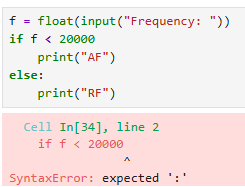 f = float(input("Frequency: "))
if f < 20000
    print("AF")
else:
    print("RF")
  Cell In[34], line 2
    if f < 20000
                ^
SyntaxError: expected ':'